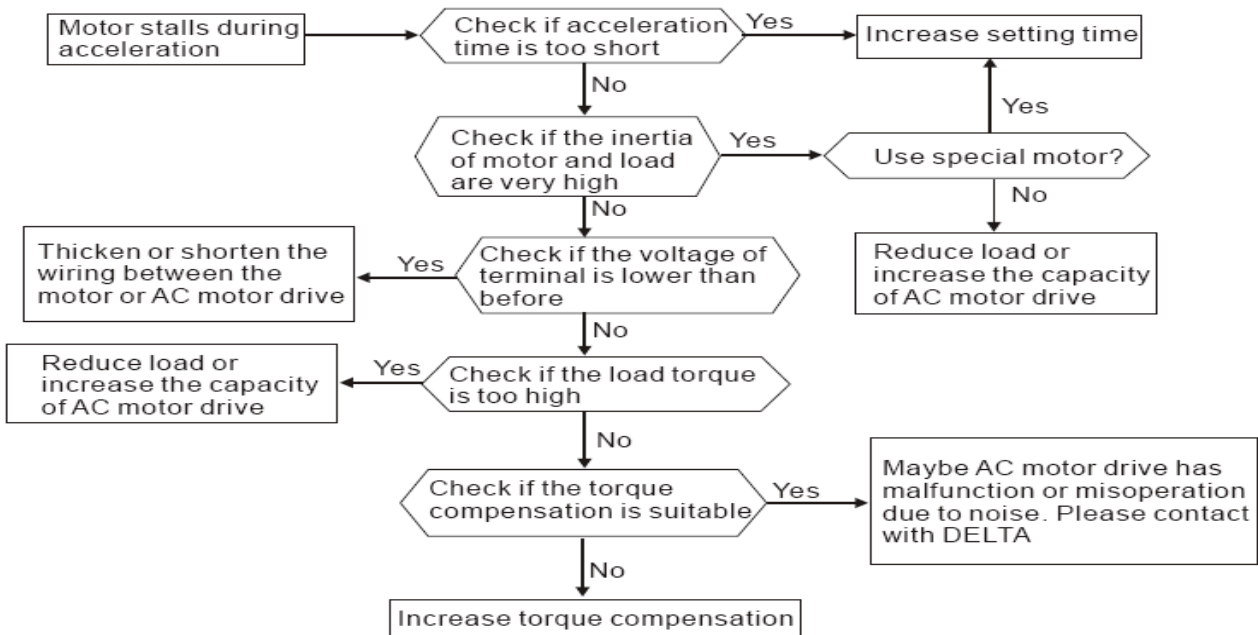 Motor stalls during
acceleration
Check if acceleration
time is too short
Yes
Increase setting time
No
Yes
Check if the inertia
of motor and load
are very high
Yes
Use special motor?
No
No
Thicken or shorten the
wiring between the
motor or AC motor drive
Yes
Check if the voltage of
terminal is lower than
before
Reduce load or
increase the capacity
of AC motor drive
No
Reduce load or
increase the capacity
of AC motor drive
Yes
Check if the load torque
is too high
No
Check if the torque
compensation is suitable
Yes
Maybe AC motor drive has
malfunction or misoperation
due to noise. Please contact
with DELTA
No
Increase torque compensation